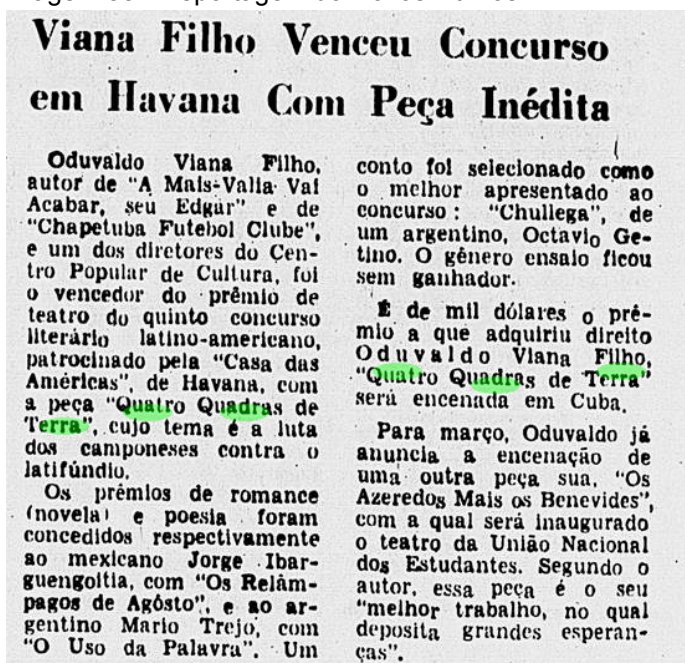 Viana Filho Venceu Concurso
em Havana Com Peça Inédita
Oduvaldo Viana Filho,
autor de "A Mais-Valia Vai
Acabar, seu Edgar" e de
"Chapetuba Futebol Clube",
e um dos diretores do Cen-
tro Popular de Cultura, foi
o vencedor do prêmio de
teatro do quinto concurso
literário latino-americano,
patrocinado pela "Casa das
Américas", de Havana, com
a peça "Quatro Quadras de
Terra", cujo tema é a luta
dos camponeses contra o
latifúndio.
Os prêmios de romance
(novela) e poesia foram
concedidos respectivamente
ao mexicano Jorge Ibar-
guengoitia, com "Os Relâm-
pagos de Agôsto", e ao ar-
gentino Mario Trejo, com
"O Uso da Palavra". Um
conto foi selecionado como
o melhor apresentado ao
concurso: "Chullega", de
um argentino, Octavio Ge-
tino. O gênero ensaio ficou
sem ganhador.
É de mil dólares o prê-
mio a que adquiriu direito
Oduvaldo Viana Filho,
"Quatro Quadras de Terra"
será encenada em Cuba.
Para março, Oduvaldo já
anuncia a encenação de
uma outra peça sua, "Os
Azeredos Mais os Benevides",
com a qual será inaugurado
o teatro da União Nacional
dos Estudantes. Segundo o
autor, essa peça é o seu
"melhor trabalho, no qual
deposita grandes esperan-
ças".